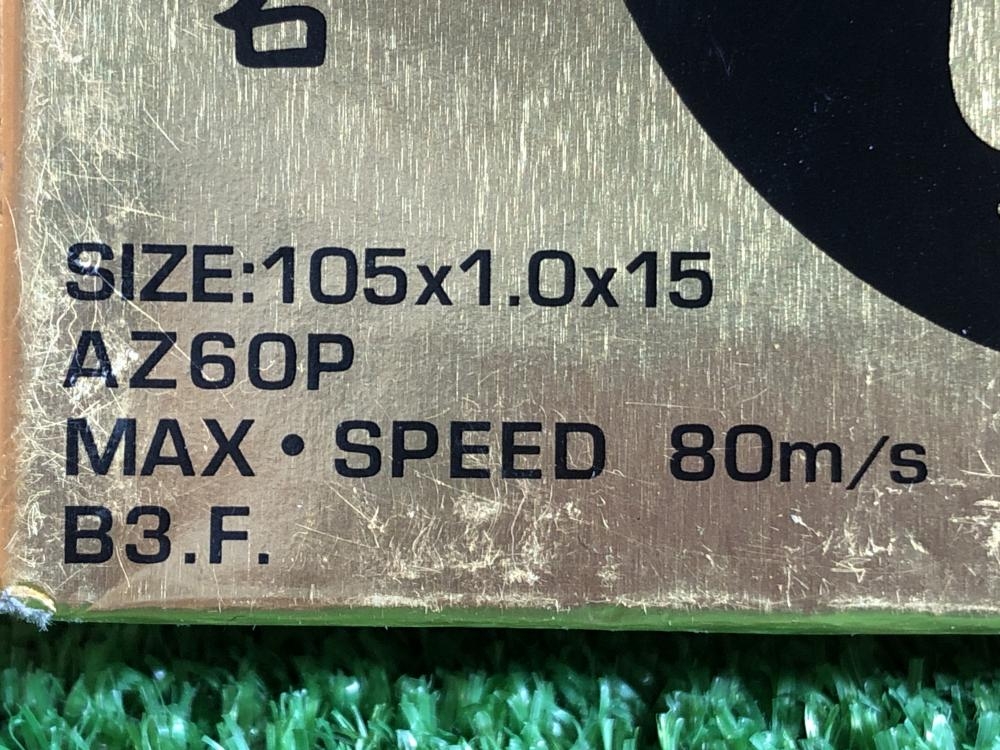 SIZE:105x1.0x15
AZ60P
MAX・SPEED 80m/s
B3.F.